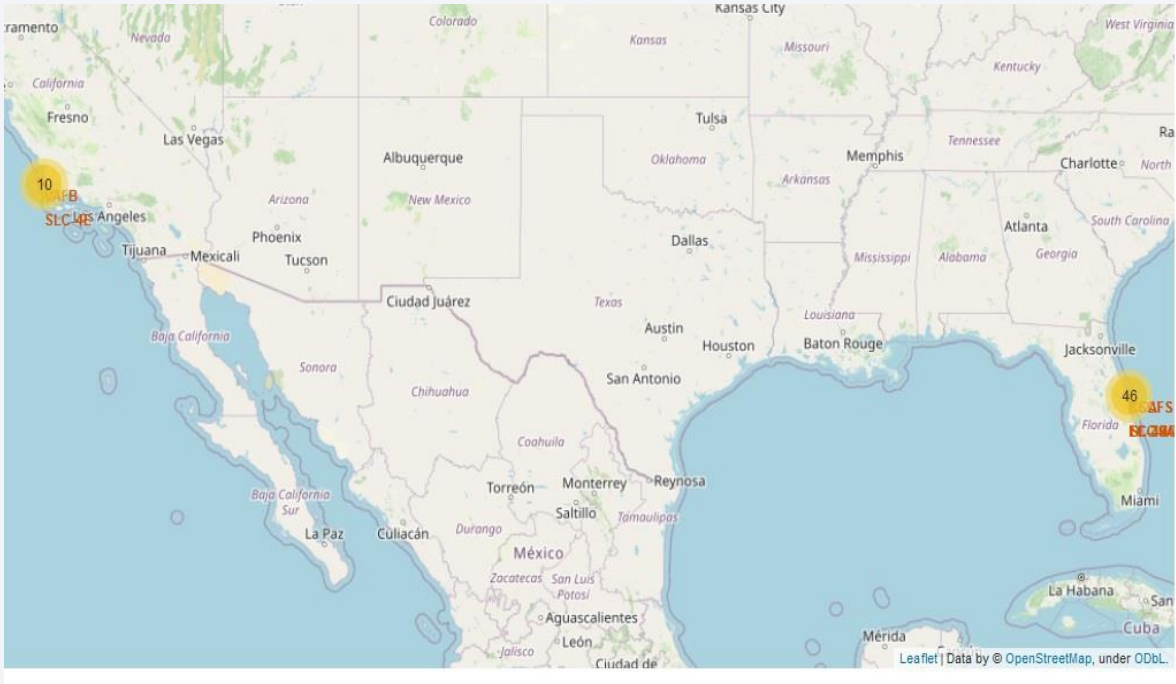 Kansas City
ramento
Nevada
Colorado
Kansas
Missouri
West Virginia
Kentucky
California
Fresno
Las Vegas
Tulsa
Albuquerque
Oklahoma
Memphis
Tennessee
Charlotte
North
Arkansas
10
Arizona
New Mexico
SLC-4E
Los Angeles
Phoenix
Dallas
Atlanta
South Carolina
Tijuana
Mexicali
Tucson
Mississippi
Alabama
Georgia
Ciudad Juárez
Texas
Louisiana
Baja California
Austin
Houston
Baton Rouge
Jacksonville
Sonora
San Antonio
Chihuahua
46
Florida
Coahuila
Torreón
Monterrey
Reynosa
Baja California
Sur
Saltillo
Tamaulipas
Miami
La Paz
Culiacán
Durango
México
Zacatecas
San Luis
Potosí
La Habana
San
Aguascalientes
Cuba
León
Mérida
Jalisco
Ciudad de
Leaflet | Data by © OpenStreetMap, under ODbL.